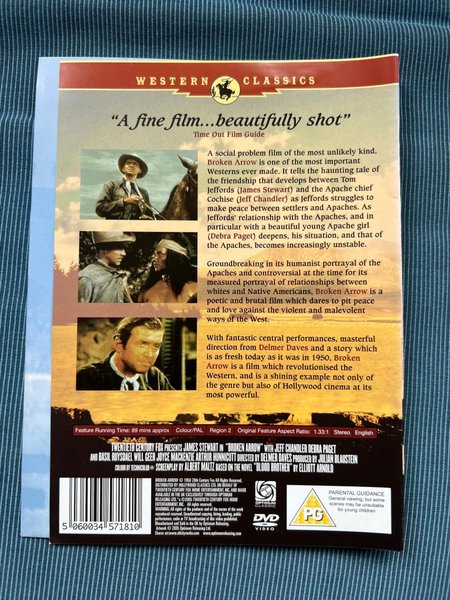 WESTERN CLASSICS
"A fine film...beautifully shot"
Time Out Film Guide
A social problem film of the most unlikely kind,
Broken Arrow is one of the most important
Westerns ever made. It tells the haunting tale of
the friendship that develops between Tom
Jeffords (James Stewart) and the Apache chief
Cochise (Jeff Chandler) as Jeffords struggles to
make peace between settlers and Apaches. As
Jeffords' relationship with the Apaches, and in
particular with a beautiful young Apache girl
(Debra Paget) deepens, his situation, and that of
the Apaches, becomes increasingly unstable.
Groundbreaking in its humanist portrayal of the
Apaches and controversial at the time for its
measured portrayal of relationships between
whites and Native Americans, Broken Arrow is a
poetic and brutal film which dares to pit peace
and love against the violent and malevolent
ways of the West.
With fantastic central performances, masterful
direction from Delmer Daves and a story which
is as fresh today as it was in 1950, Broken
Arrow is a film which revolutionised the
Western, and is a shining example not only of
the genre but also of Hollywood cinema at its
most powerful.
Feature Running Time: 89 mins approx Colour/PAL Region 2 Original Feature Aspect Ratio: 1.33:1 Stereo English
TWENTIETH CENTURY FOX PRESENTS JAMES STEWART IN "BROKEN ARROW" WITH JEFF CHANDLER DEBRA PAGET
AND BASIL RUYSDAEL WILL GEER JOYCE MACKENZIE ARTHUR HUNNICUTT DIRECTED BY DELMER DAVES PRODUCED BY JULIAN BLAUSTEIN
COLOUR BY TECHNICOLOR SCREENPLAY BY ALBERT MALTZ BASED ON THE NOVEL "BLOOD BROTHER" BY ELLIOTT ARNOLD
5 060034 571810
OPTIMUM
CLASSIC
DVD
VIDEO
PG
PARENTAL GUIDANCE
General viewing, but some
scenes may be unsuitable
for young children